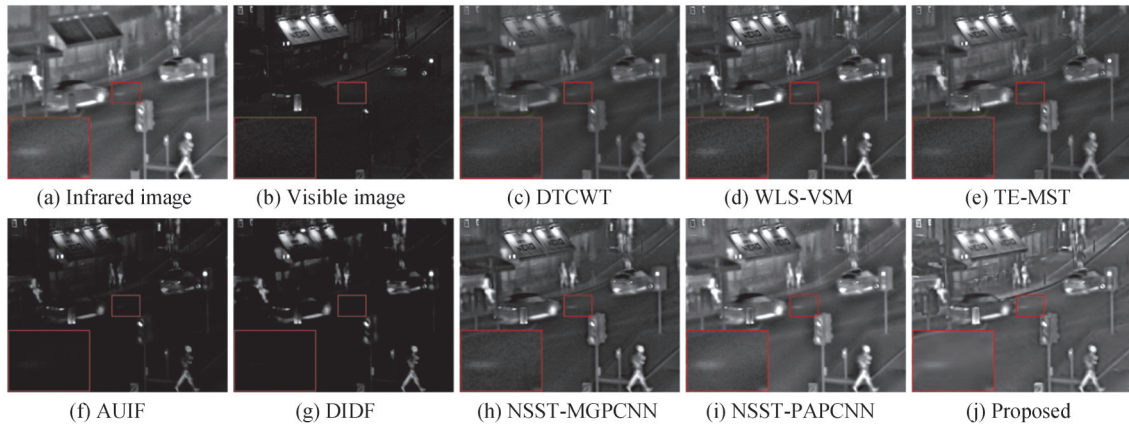 (a) Infrared image
(b) Visible image
(c) DTCWT
(d) WLS-VSM
(e) TE-MST
(f) AUIF
(g) DIDF
(h) NSST-MGPCNN
(i) NSST-PAPCNN
(j) Proposed